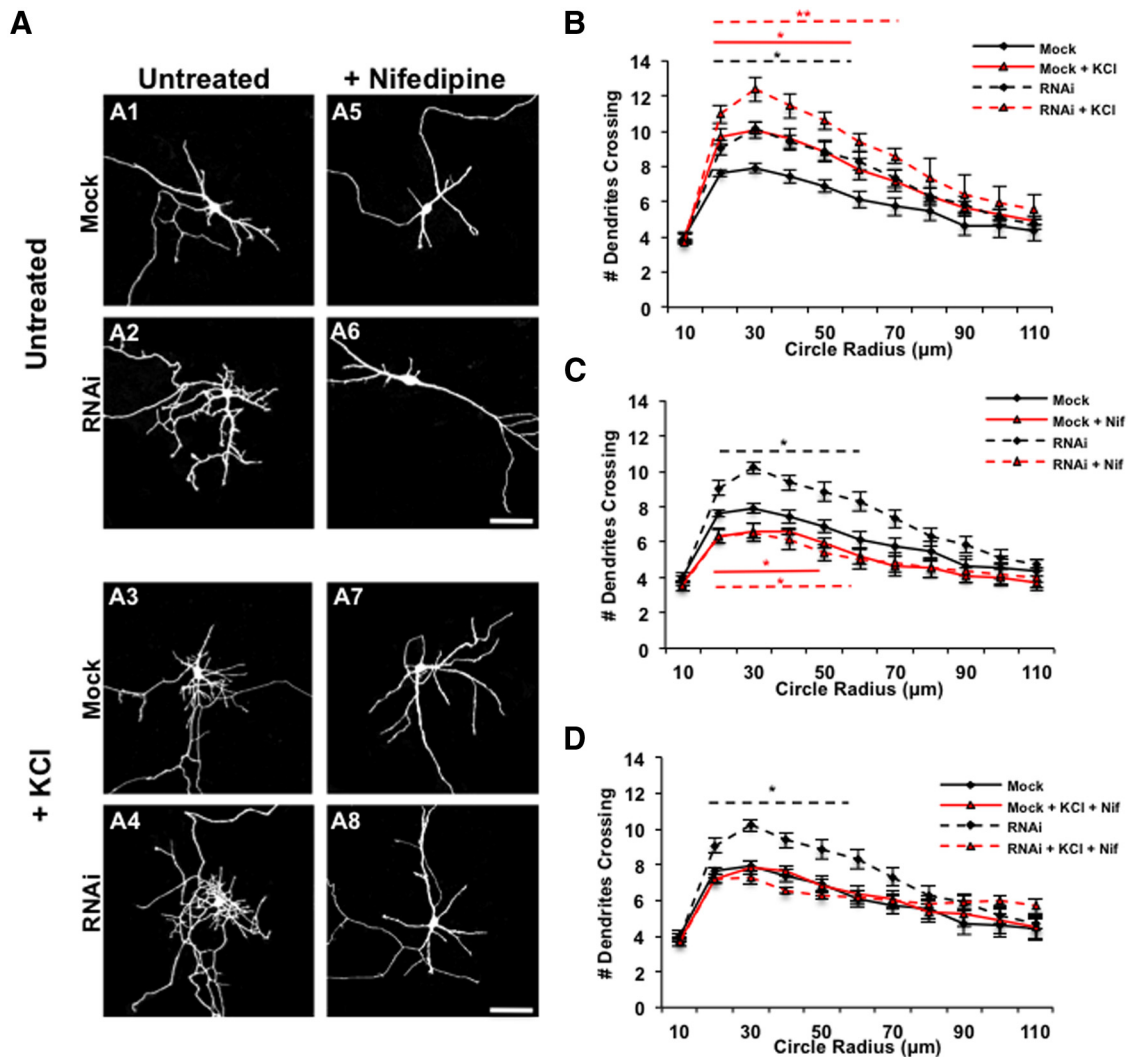 A
Untreated
+ Nifedipine
Untreated
Mock
A1
A5
RNAi
A2
A6
+ KCl
Mock
A3
A7
RNAi
A4
A8
B
**
*
*
Mock
Mock + KCl
RNAi
RNAi + KCl
# Dendrites Crossing
14
12
10
8
6
4
2
0
10 30 50 70 90 110
Circle Radius (μm)
C
Mock
Mock + Nif
RNAi
RNAi + Nif
*
*
*
# Dendrites Crossing
14
12
10
8
6
4
2
0
10 30 50 70 90 110
Circle Radius (μm)
D
Mock
Mock + KCl + Nif
RNAi
RNAi + KCl + Nif
*
# Dendrites Crossing
14
12
10
8
6
4
2
0
10 30 50 70 90 110
Circle Radius (μm)